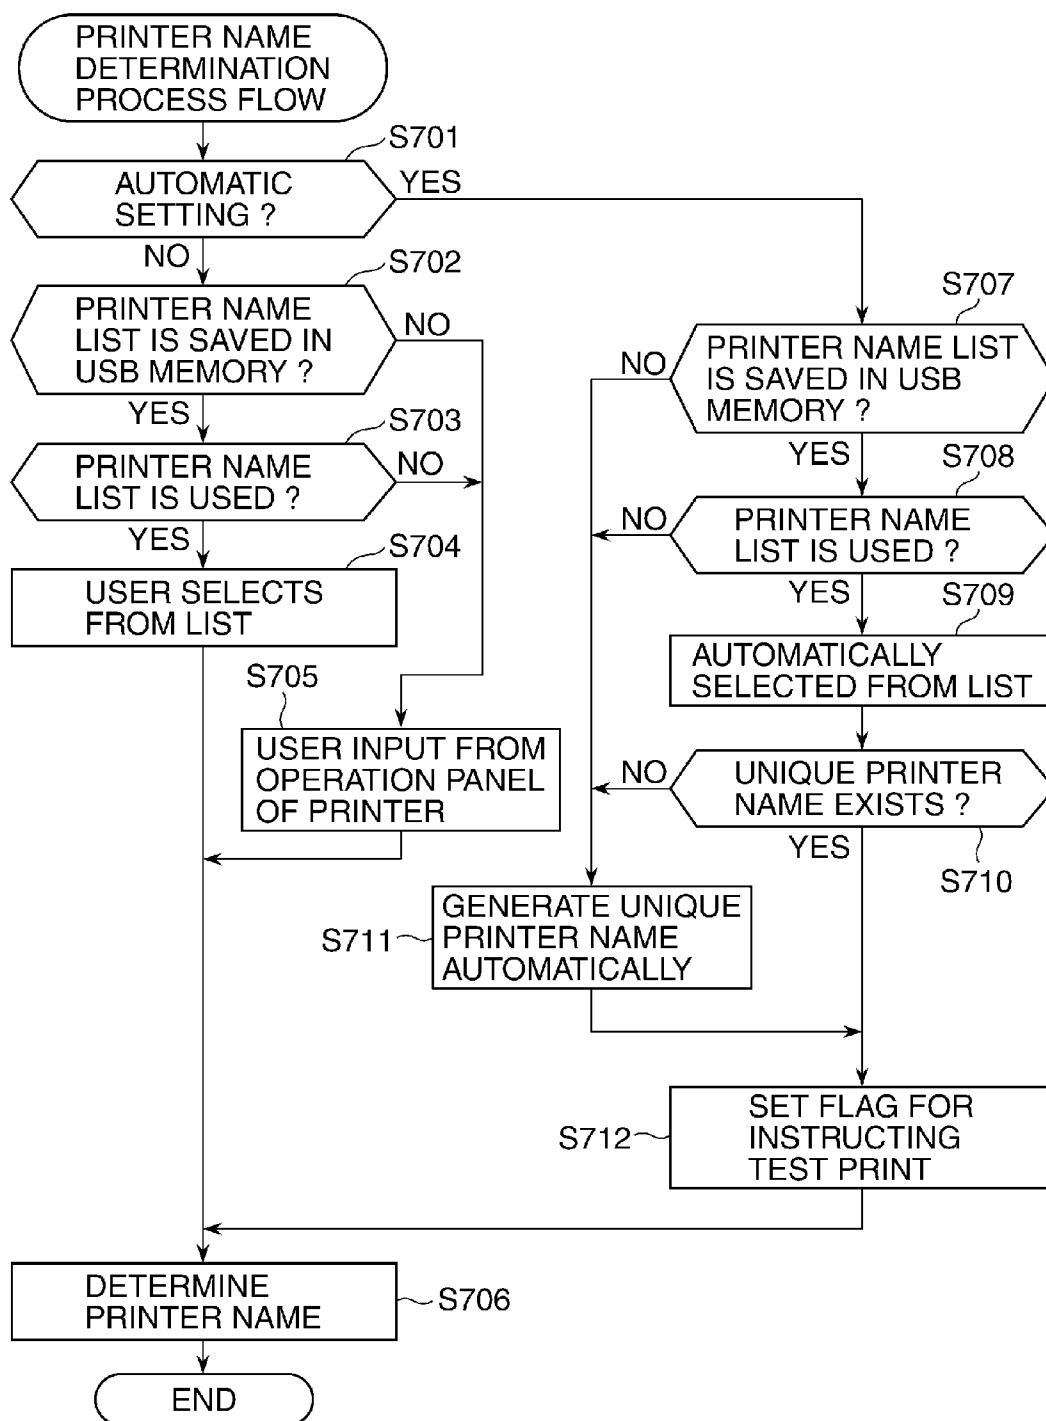 PRINTER NAME
DETERMINATION
PROCESS FLOW
S701
AUTOMATIC
SETTING ?
YES
NO
S702
PRINTER NAME
LIST IS SAVED IN
USB MEMORY ?
NO
YES
S703
PRINTER NAME
LIST IS USED ?
NO
YES
S704
USER SELECTS
FROM LIST
S705
USER INPUT FROM
OPERATION PANEL
OF PRINTER
S707
PRINTER NAME LIST
IS SAVED IN USB
MEMORY ?
NO
YES
S708
PRINTER NAME
LIST IS USED ?
NO
YES
S709
AUTOMATICALLY
SELECTED FROM LIST
UNIQUE PRINTER
NAME EXISTS ?
NO
YES
S710
S711
GENERATE UNIQUE
PRINTER NAME
AUTOMATICALLY
S712
SET FLAG FOR
INSTRUCTING
TEST PRINT
DETERMINE
PRINTER NAME
S706
END